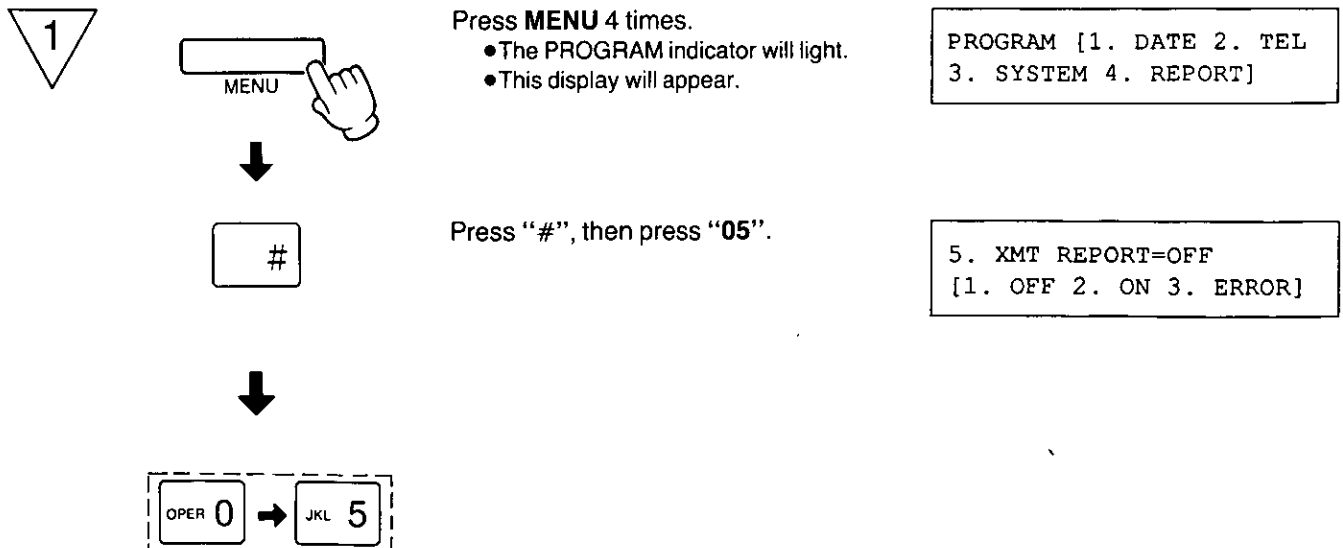 1
MENU
Press MENU 4 times.
●The PROGRAM indicator will light.
●This display will appear.
PROGRAM [1. DATE 2. TEL
3. SYSTEM 4. REPORT]
#
Press "#", then press "05".
5. XMT REPORT=OFF
[1. OFF 2. ON 3. ERROR]
OPER 0 → JKL 5